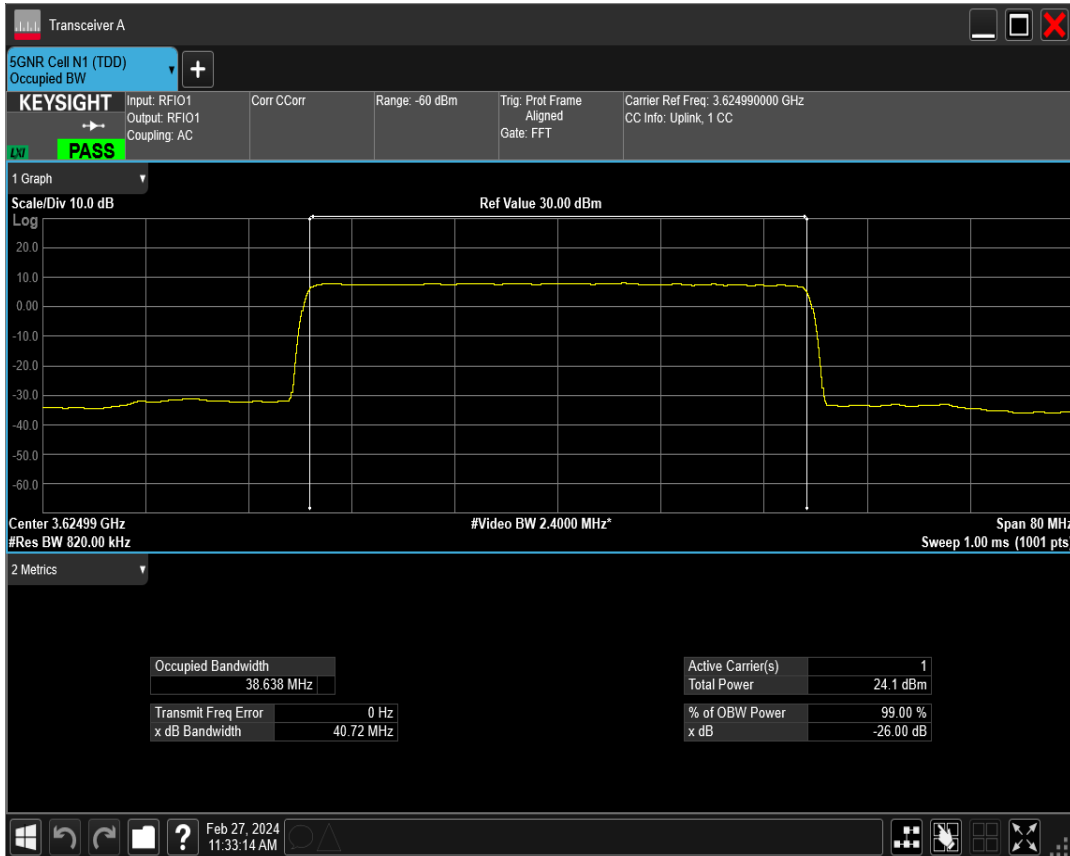 Transceiver A
5GNR Cell N1 (TDD)
Occupied BW
KEYSIGHT
LXI
PASS
Input: RFIO1
Output: RFIO1
Coupling: AC
Corr CCorr
Range: -60 dBm
Trig: Prot Frame
Aligned
Gate: FFT
Carrier Ref Freq: 3.624990000 GHz
CC Info: Uplink, 1 CC
1 Graph
Scale/Div 10.0 dB
Ref Value 30.00 dBm
Log
20.0
10.0
0.00
-10.0
-20.0
-30.0
-40.0
-50.0
-60.0
Center 3.62499 GHz
#Video BW 2.4000 MHz*
Span 80 MHz
#Res BW 820.00 kHz
Sweep 1.00 ms (1001 pts)
2 Metrics
Occupied Bandwidth
38.638 MHz
Transmit Freq Error 0 Hz
x dB Bandwidth 40.72 MHz
Active Carrier(s) 1
Total Power 24.1 dBm
% of OBW Power 99.00 %
x dB -26.00 dB
Feb 27, 2024
11:33:14 AM